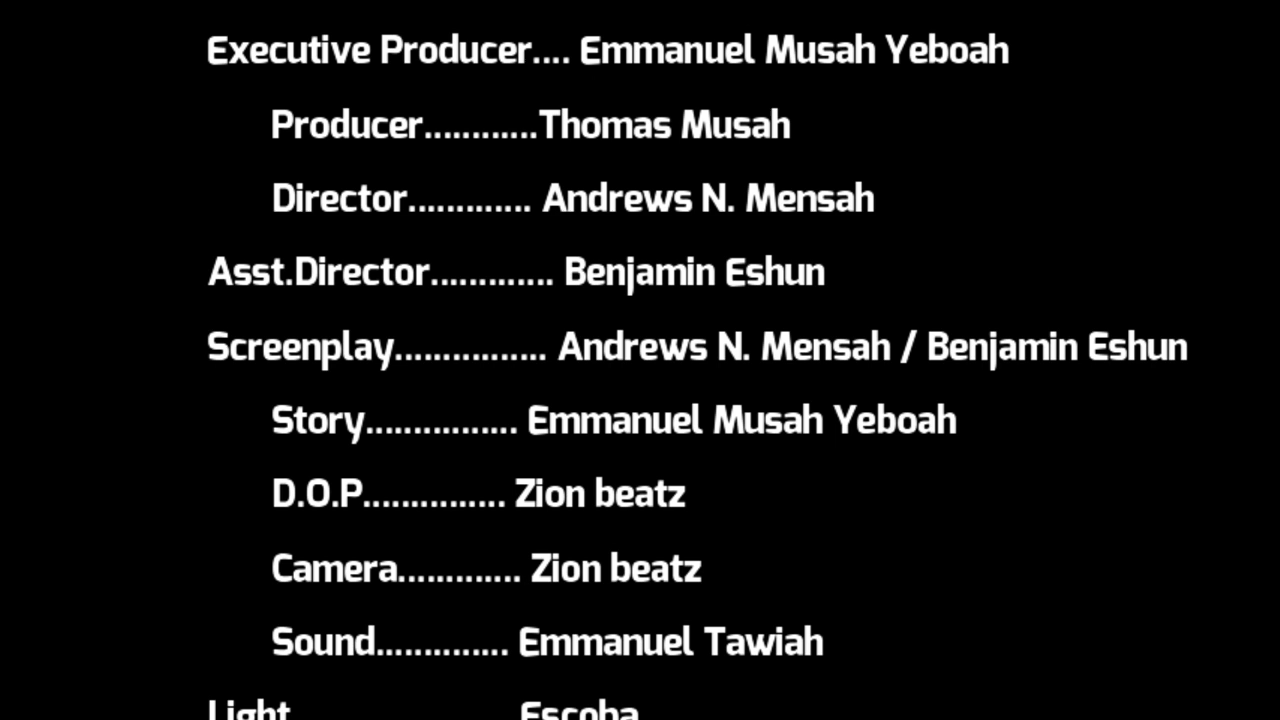 Executive Producer.... Emmanuel Musah Yeboah
Producer............Thomas Musah
Director............. Andrews N. Mensah
Asst.Director............. Benjamin Eshun
Screenplay................ Andrews N. Mensah / Benjamin Eshun
Story................ Emmanuel Musah Yeboah
D.O.P............... Zion beatz
Camera............. Zion beatz
Sound.............. Emmanuel Tawiah
Light Escoba